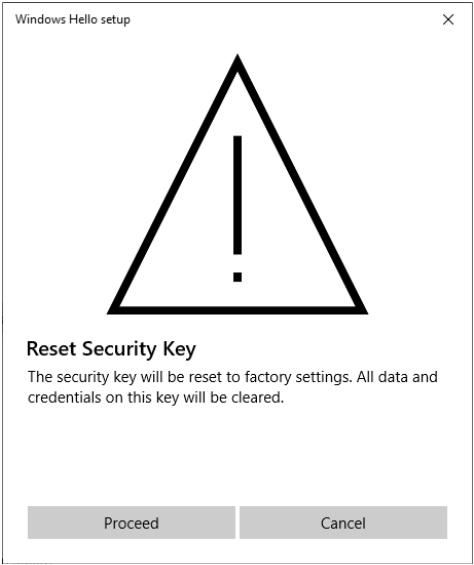 Windows Hello setup
Reset Security Key
The security key will be reset to factory settings. All data and
credentials on this key will be cleared.
Proceed
Cancel